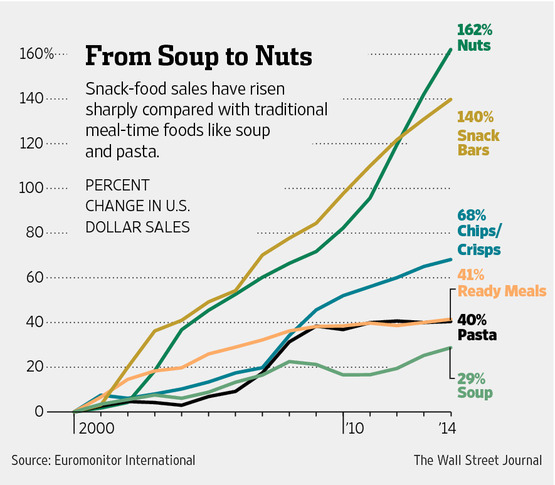 From Soup to Nuts
Snack-food sales have risen
sharply compared with traditional
meal-time foods like soup
and pasta.
PERCENT
CHANGE IN U.S.
DOLLAR SALES
160%
140
120
100
80
60
40
20
0
162%
Nuts
140%
Snack
Bars
68%
Chips/
Crisps
41%
Ready Meals
40%
Pasta
29%
Soup
2000
'10
'14
Source: Euromonitor International
The Wall Street Journal